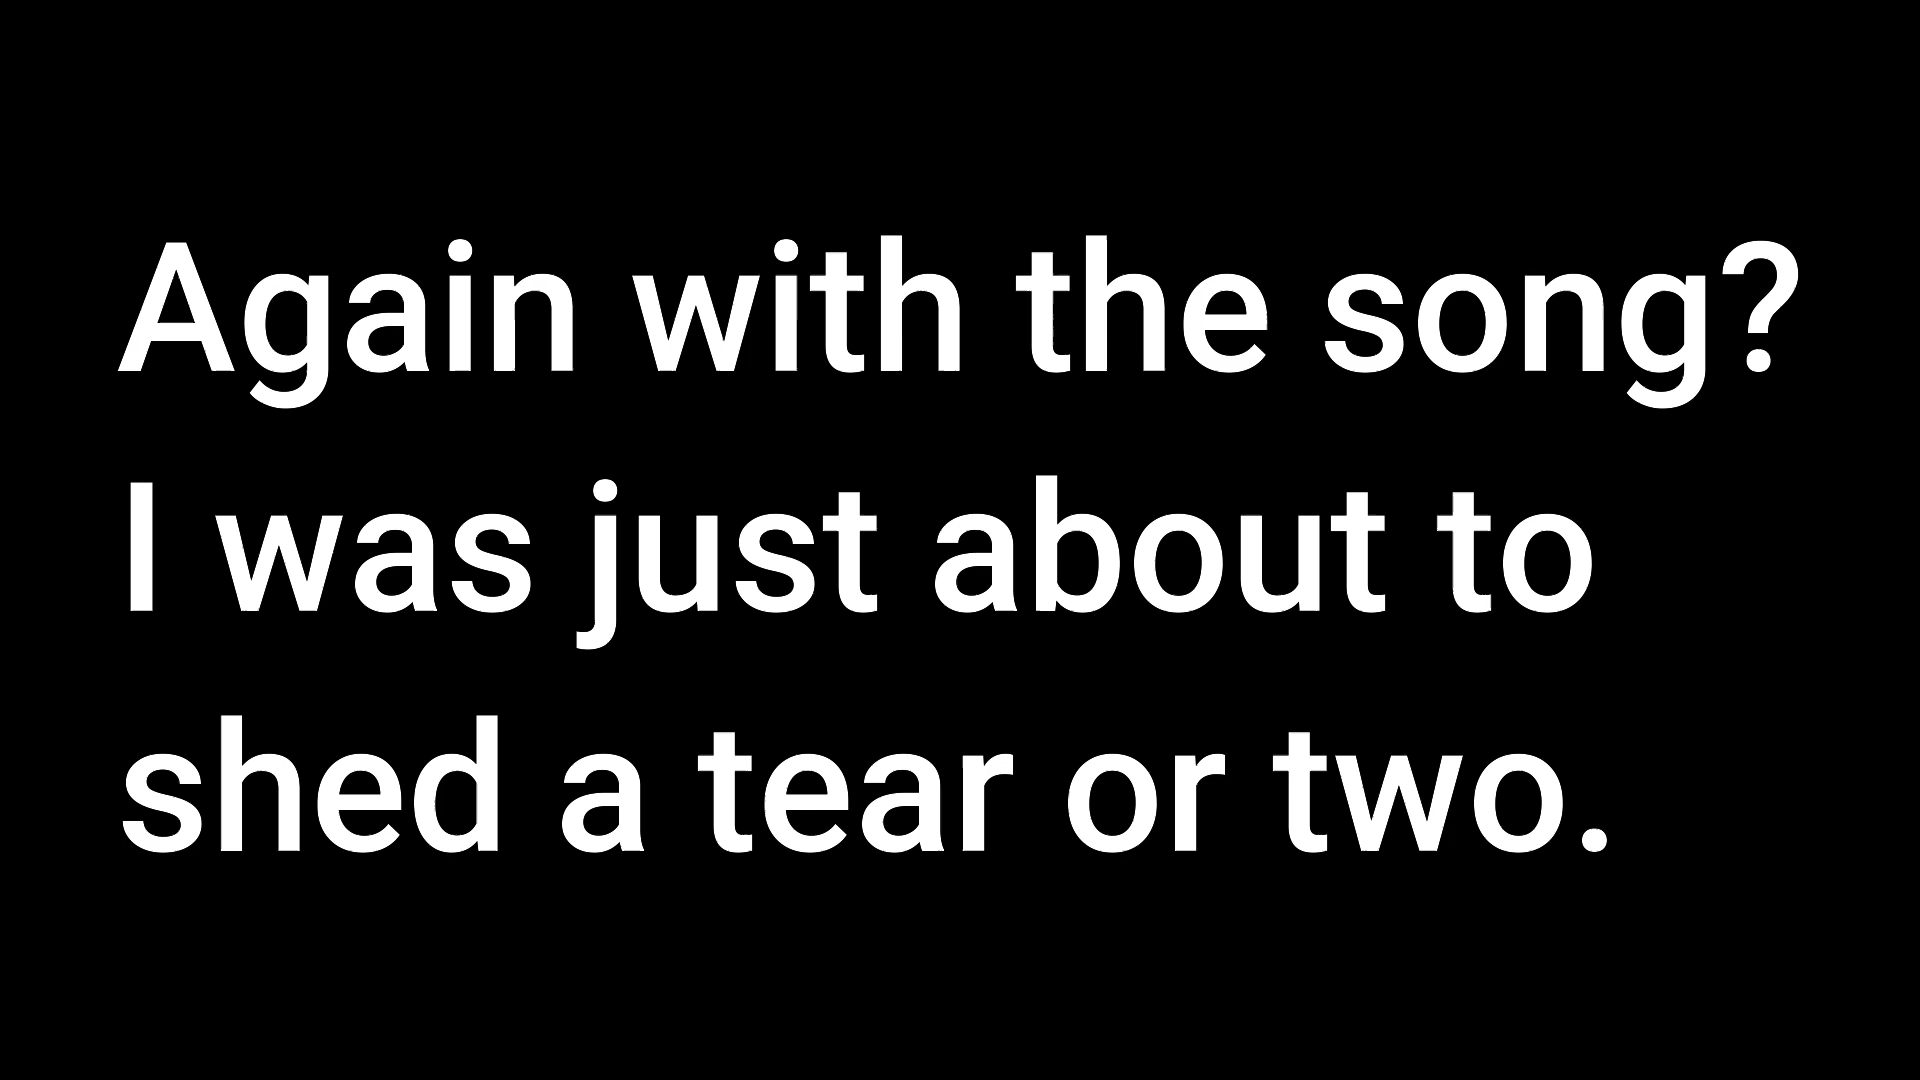 Again with the song?
I was just about to
shed a tear or two.